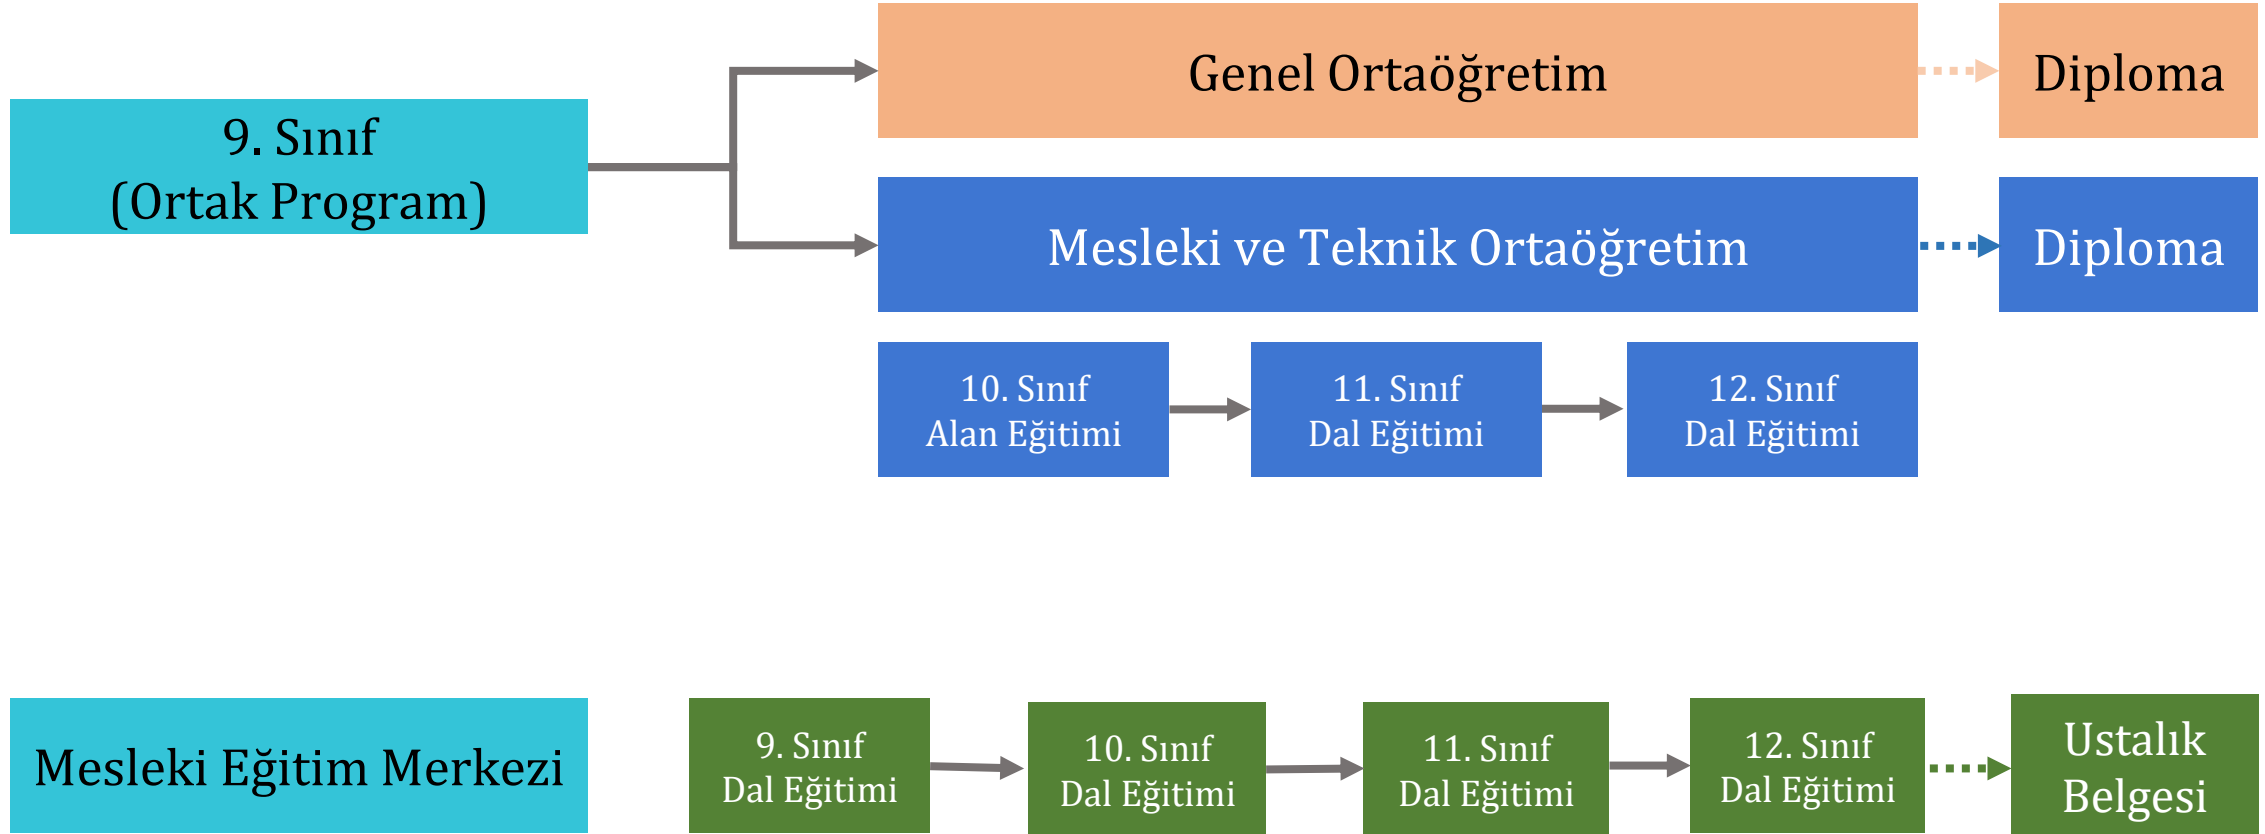 9. Sınıf
(Ortak Program)
Genel Ortaöğretim
Diploma
Mesleki ve Teknik Ortaöğretim
Diploma
10. Sınıf
Alan Eğitimi
11. Sınıf
Dal Eğitimi
12. Sınıf
Dal Eğitimi
Mesleki Eğitim Merkezi
9. Sınıf
Dal Eğitimi
10. Sınıf
Dal Eğitimi
11. Sınıf
Dal Eğitimi
12. Sınıf
Dal Eğitimi
Ustalık
Belgesi